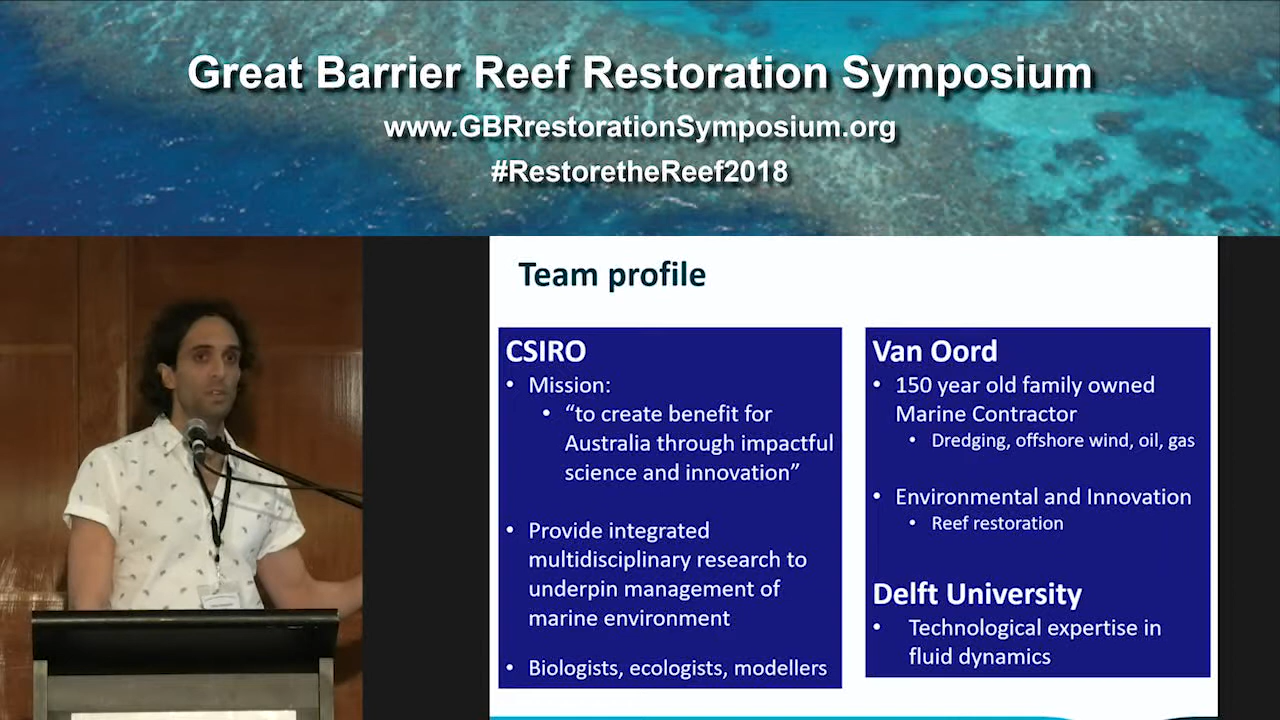 Great Barrier Reef Restoration Symposium
www.GBRrestorationSymposium.org
#RestoretheReef2018
Team profile
CSIRO
• Mission:
• “to create benefit for
Australia through impactful
science and innovation”
• Provide integrated
multidisciplinary research to
underpin management of
marine environment
• Biologists, ecologists, modellers
Van Oord
• 150 year old family owned
Marine Contractor
• Dredging, offshore wind, oil, gas
• Environmental and Innovation
• Reef restoration
Delft University
• Technological expertise in
fluid dynamics